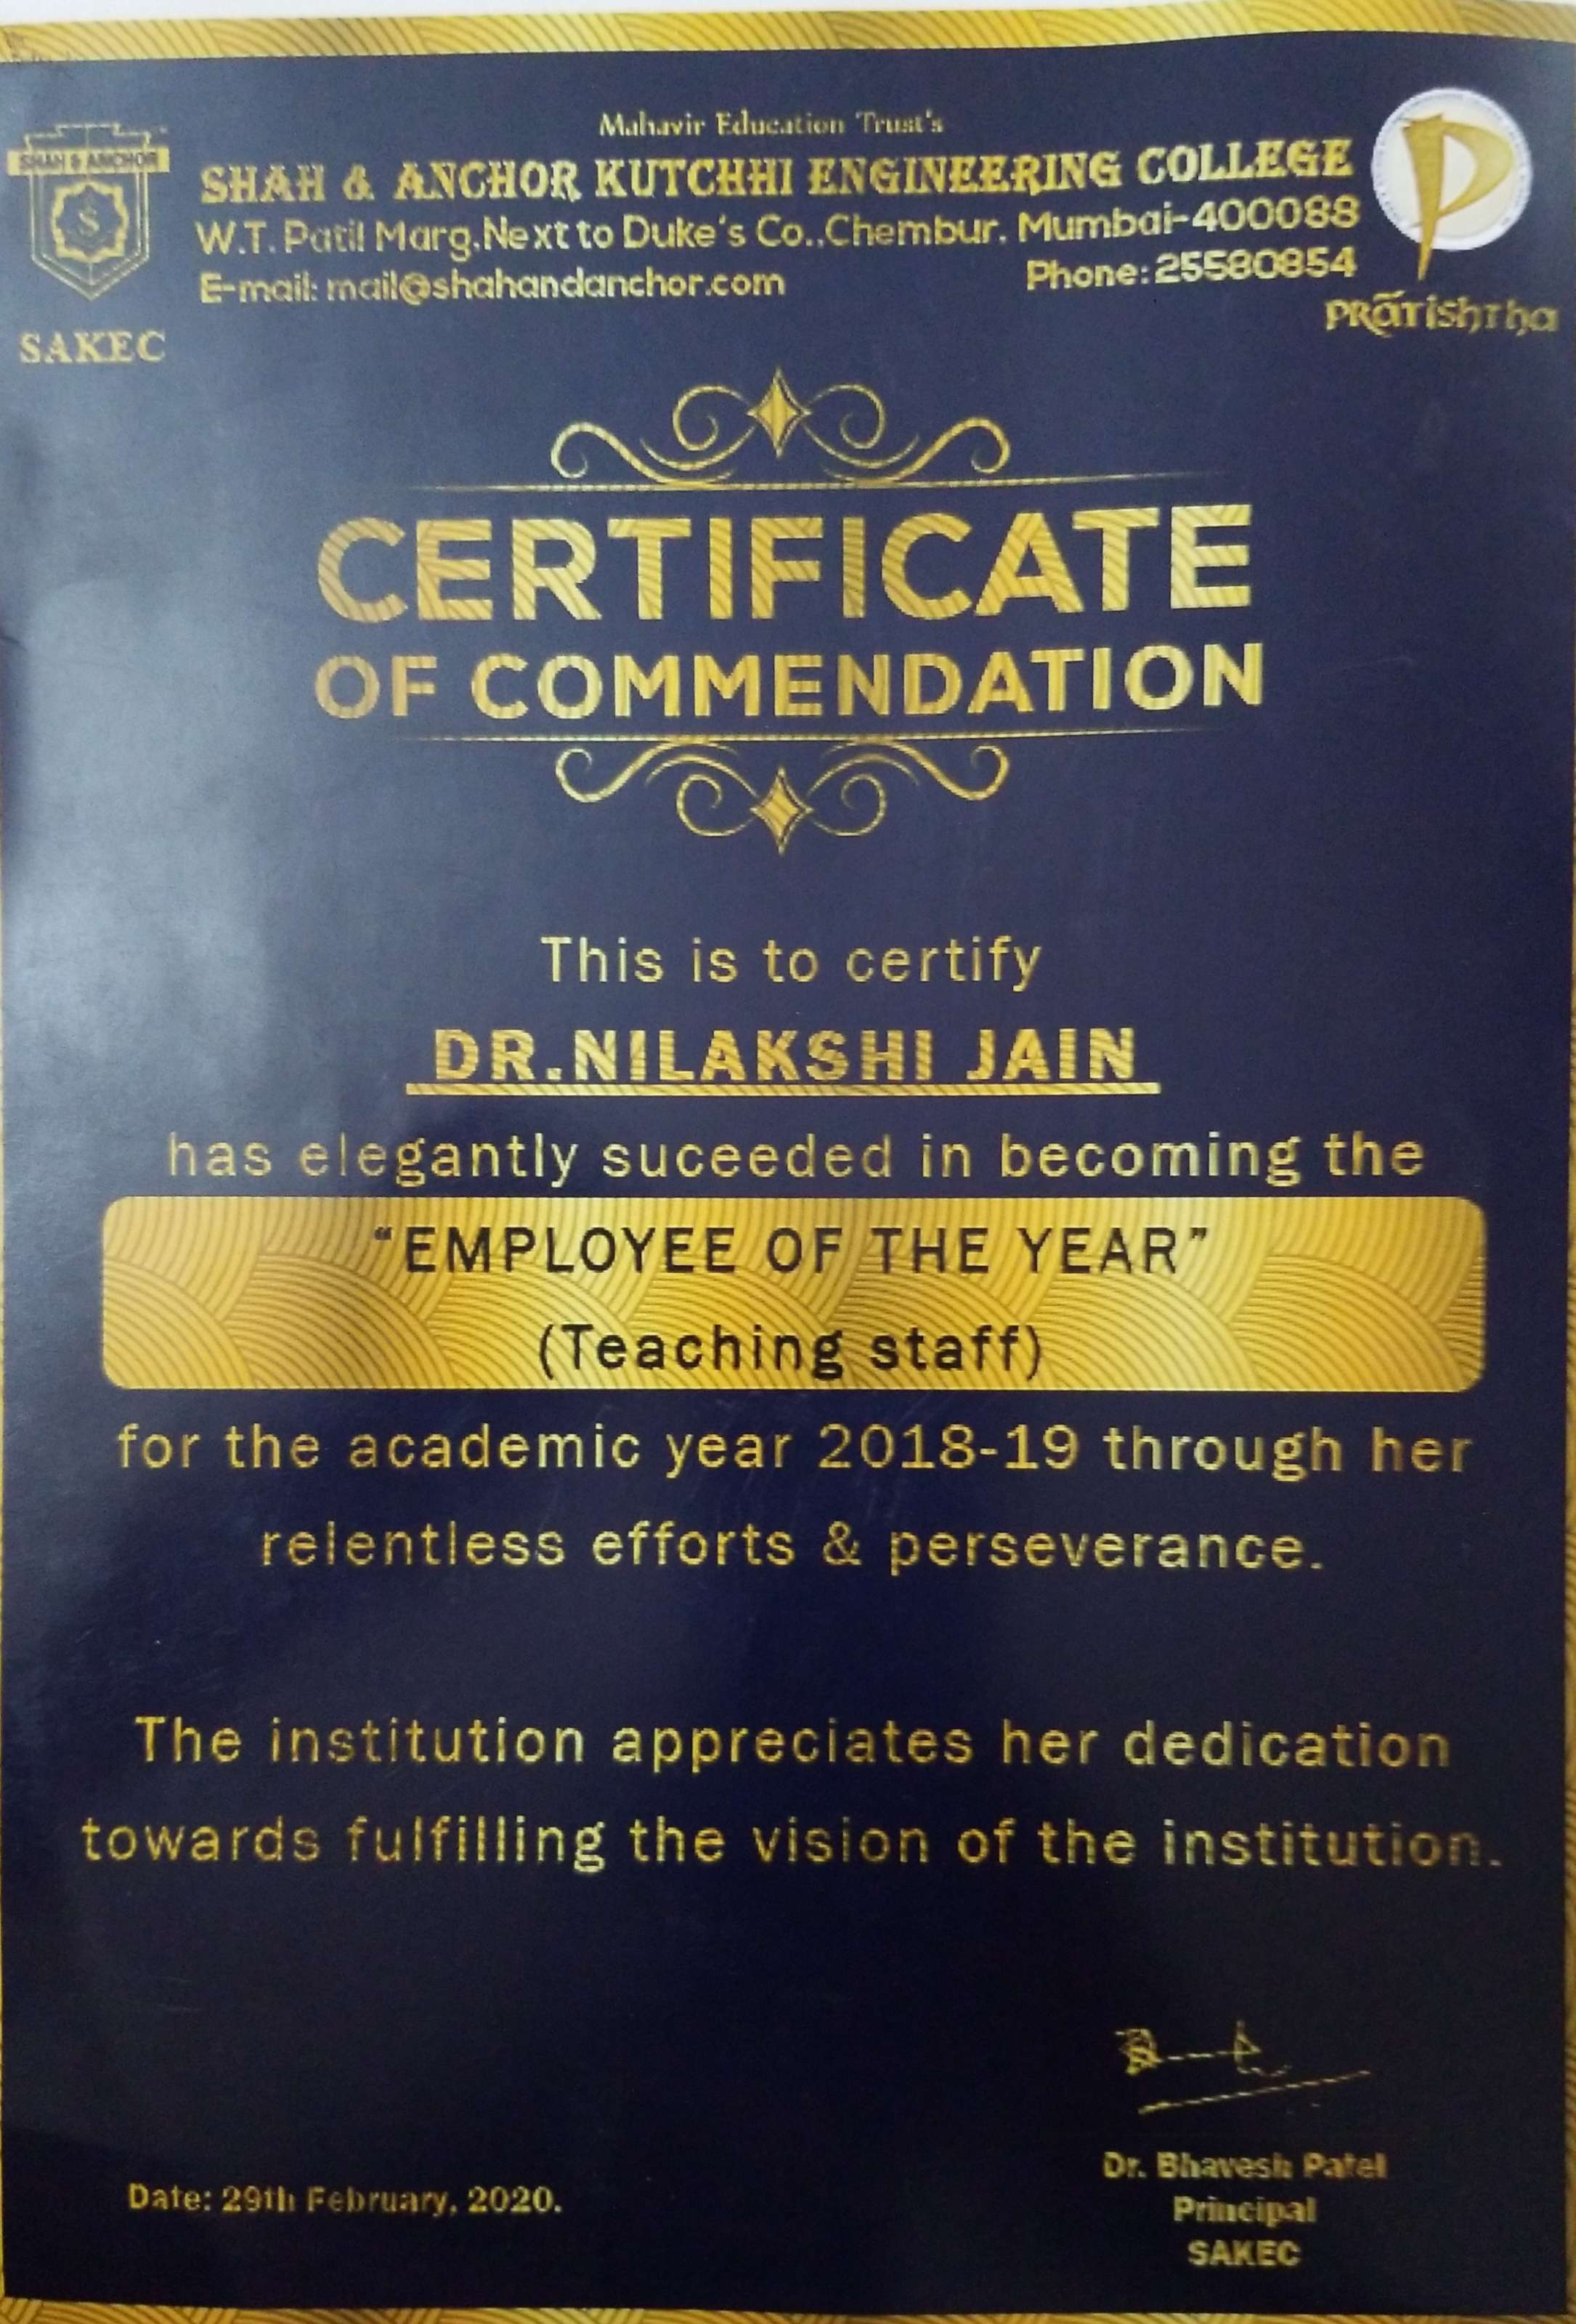 Mahavir Education Trust's
SHAH & ANCHOR KUTCHHI ENGINEERING COLLEGE
W.T. Patil Marg,Next to Duke's Co.,Chembur, Mumbai-400088
E-mail: mail@shahandanchor.com Phone:25580854
SHAH & ANCHOR
S
SAKEC
P
PRāTiShThā
CERTIFICATE
OF COMMENDATION
This is to certify
DR.NILAKSHI JAIN
has elegantly suceeded in becoming the
“EMPLOYEE OF THE YEAR”
(Teaching staff)
for the academic year 2018-19 through her
relentless efforts & perseverance.
The institution appreciates her dedication
towards fulfilling the vision of the institution.
Date: 29th February, 2020.
Dr. Bhavesh Patel
Principal
SAKEC